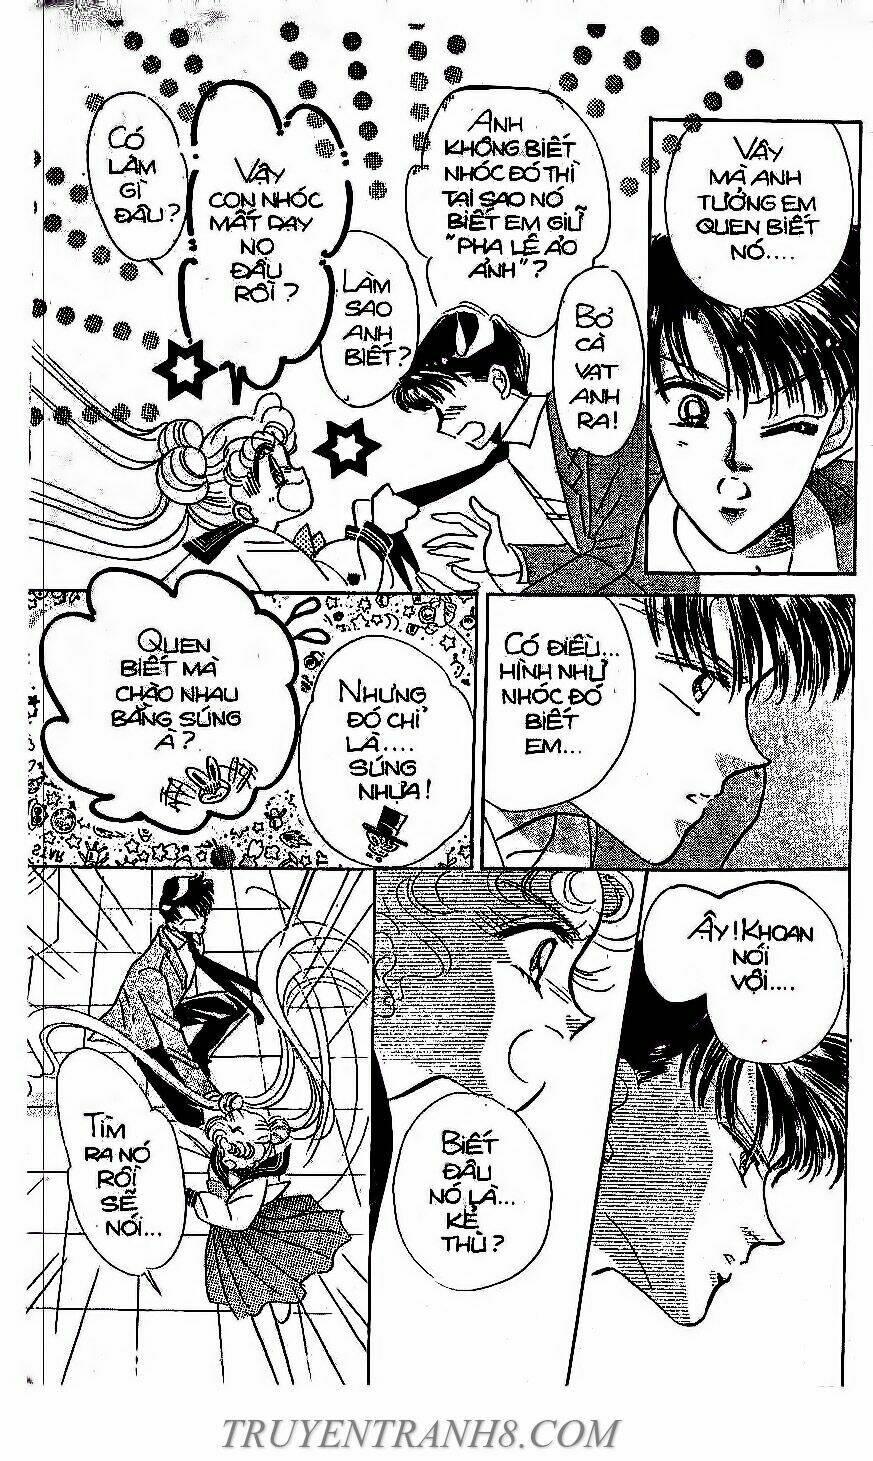 VẬY
MÀ ANH
TƯỞNG EM
QUEN BIẾT
NÓ....
ANH
KHÔNG BIẾT
NHÓC ĐÓ THÌ
TẠI SAO NÓ
BIẾT EM GIỮ
"PHA LÊ ẢO
ẢNH"?
BỎ
CÀ
VẠT
ANH
RA!
LÀM
SAO
ANH
BIẾT?
VẬY
CON NHÓC
MẤT DẠY
NỌ
ĐÂU
RỒI?
CÓ
LÀM
GÌ
ĐÂU?
CÓ ĐIỀU...
HÌNH NHƯ
NHÓC ĐÓ
BIẾT
EM...
NHƯNG
ĐÓ CHỈ
LÀ....
SÚNG
NHỰA!
QUEN
BIẾT MÀ
CHÀO NHAU
BẰNG SÚNG
À?
ẤY! KHOAN
NÓI
VỘI....
BIẾT
ĐÂU
NÓ LÀ...
KẺ
THÙ?
TÌM
RA NÓ
RỒI
SẼ
NÓI...
TRUYENTRANH8.COM